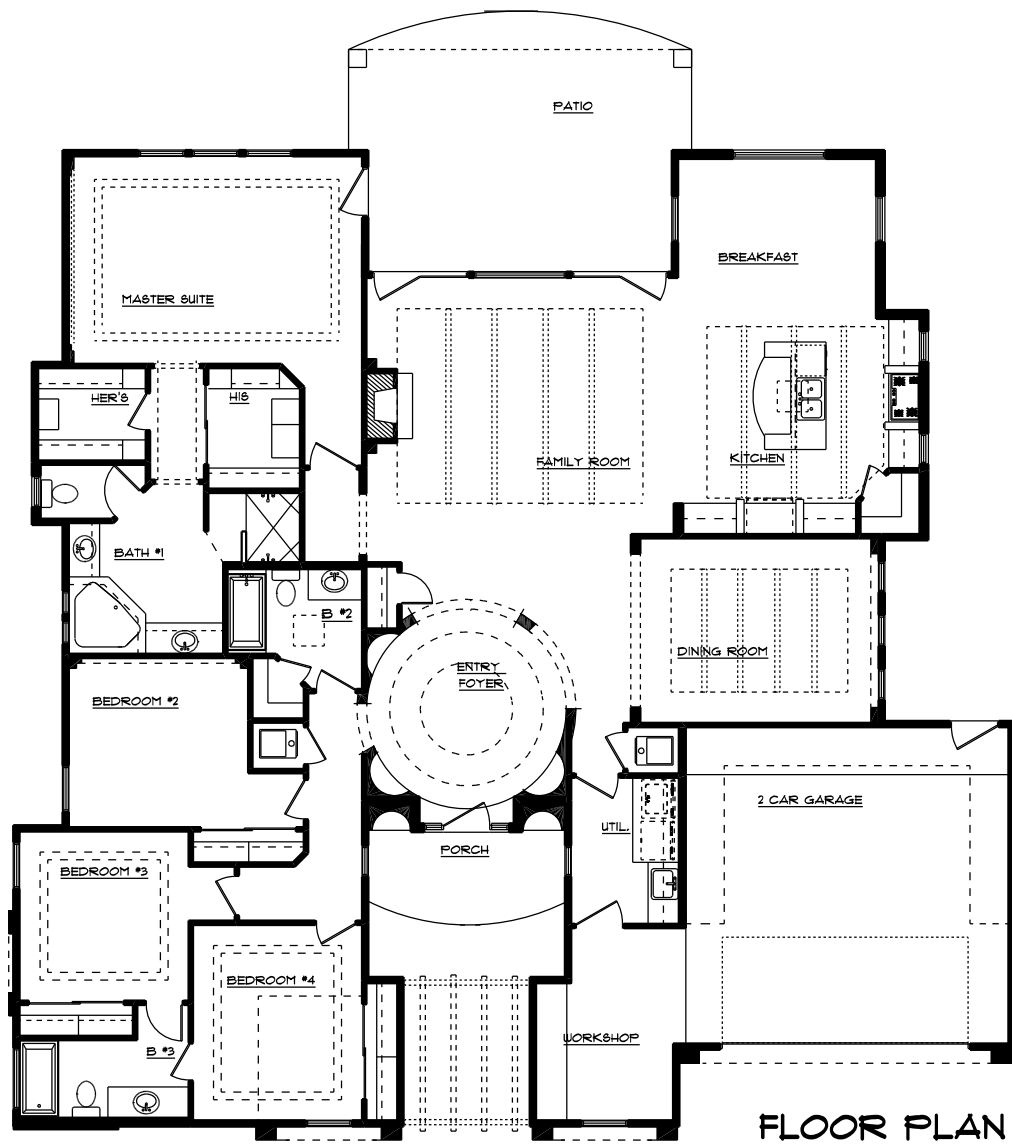 PATIO
BREAKFAST
MASTER SUITE
HER'S
HIS
FAMILY ROOM
KITCHEN
BATH #1
B #2
DINING ROOM
ENTRY
FOYER
BEDROOM #2
2 CAR GARAGE
UTIL.
PORCH
BEDROOM #3
BEDROOM #4
WORKSHOP
B #3
FLOOR PLAN